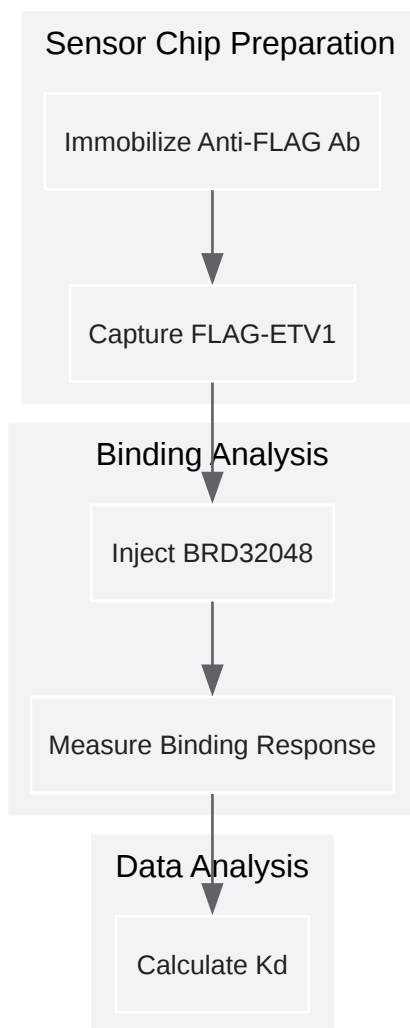 Sensor Chip Preparation
Immobilize Anti-FLAG Ab
Capture FLAG-ETV1
Binding Analysis
Inject BRD32048
Measure Binding Response
Data Analysis
Calculate Kd